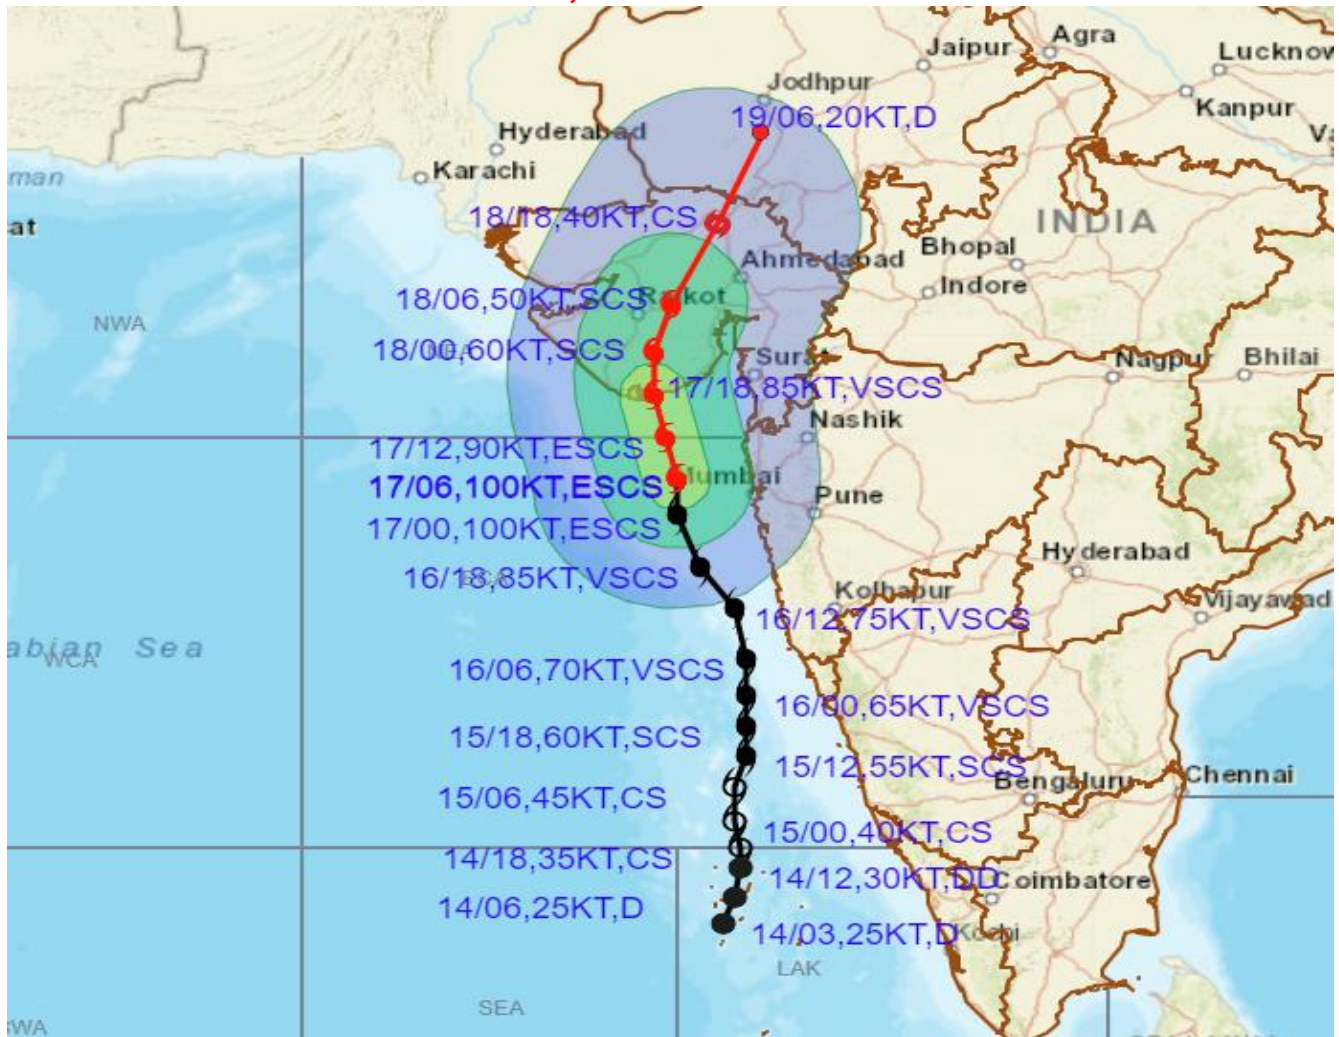 Agra
Jaipur
Lucknow
Jodhpur
Kanpur
19/06,20KT,D
Hyderabad
Va
Karachi
man
at
18/18,40KT,CS
INDIA
Bhopal
Ahmedabad
Indore
18/06,50KT,SCS
Rajkot
NWA
18/00,60KT,SCS
Surat
Nagpur
Bhilai
17/18,85KT,VSCS
Nashik
17/12,90KT,ESCS
Mumbai
17/06,100KT,ESCS
Pune
17/00,100KT,ESCS
Hyderabad
16/18,85KT,VSCS
Kolhapur
Vijayawad
16/12,75KT,VSCS
abian Sea
WCA
16/06,70KT,VSCS
16/00,65KT,VSCS
15/18,60KT,SCS
15/12,55KT,SCS
Bengaluru
Chennai
15/06,45KT,CS
15/00,40KT,CS
14/18,35KT,CS
14/12,30KT,DD
Coimbatore
14/06,25KT,D
14/03,25KT,D
Kochi
LAK
SEA
SWA